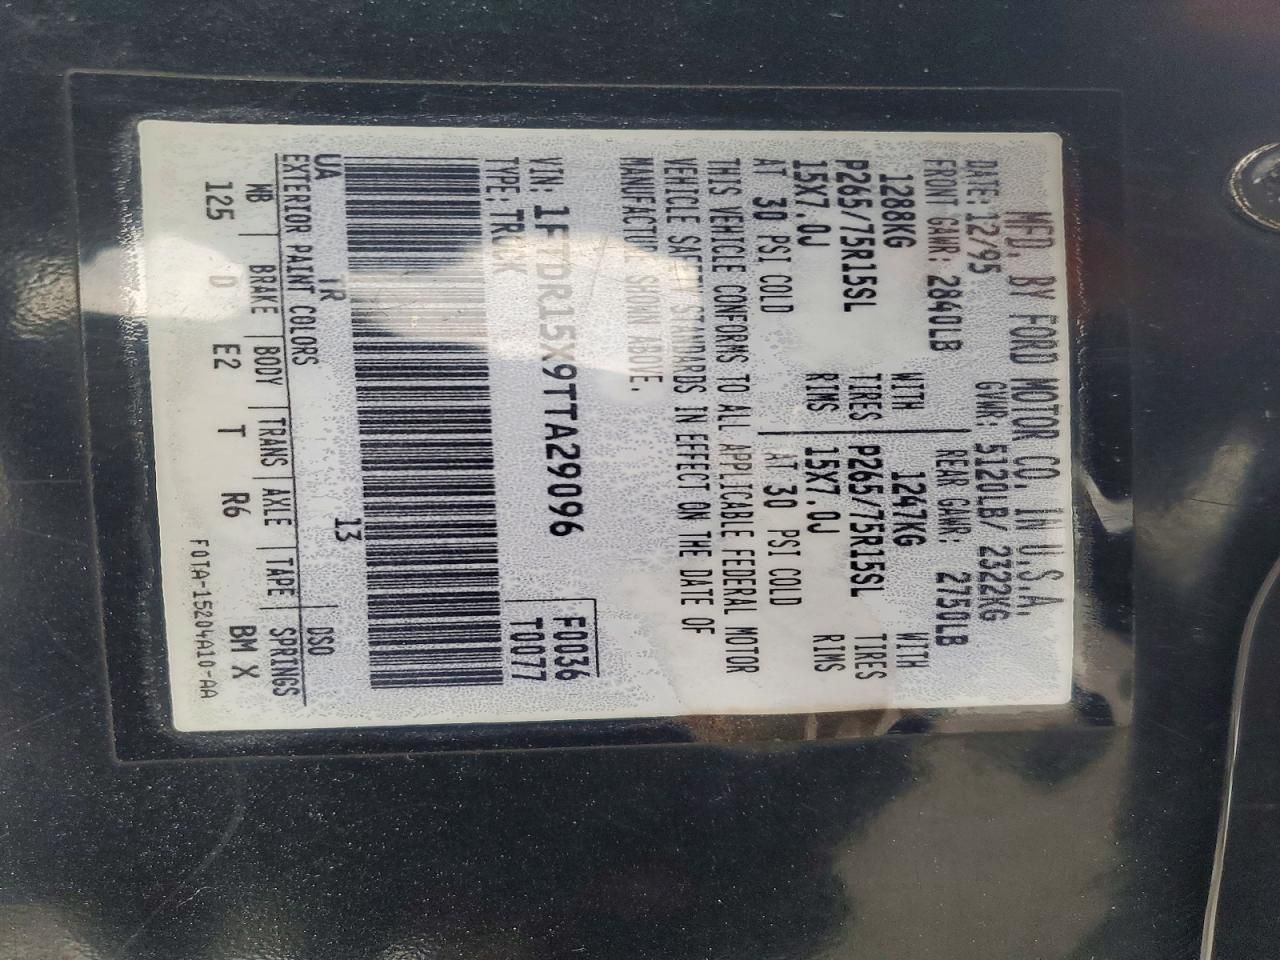 MFD. BY FORD MOTOR CO. IN U.S.A.
DATE: 12/95 GVWR: 5120LB/ 2322KG
FRONT GAWR: 2840LB REAR GAWR: 2750LB
1288KG WITH 1247KG WITH
P265/75R15SL TIRES P265/75R15SL TIRES
15X7.0J RIMS 15X7.0J RIMS
AT 30 PSI COLD AT 30 PSI COLD
THIS VEHICLE CONFORMS TO ALL APPLICABLE FEDERAL MOTOR
VEHICLE SAFETY STANDARDS IN EFFECT ON THE DATE OF
MANUFACTURE SHOWN ABOVE.
VIN: 1FTDR15X9TTA29096 F0036
TYPE: TRUCK T0077
13
UA TR DSO
EXTERIOR PAINT COLORS
WB BRAKE BODY TRANS AXLE TAPE SPRINGS
125 D E2 T R6 BM X
F0TA-15204A10-AA